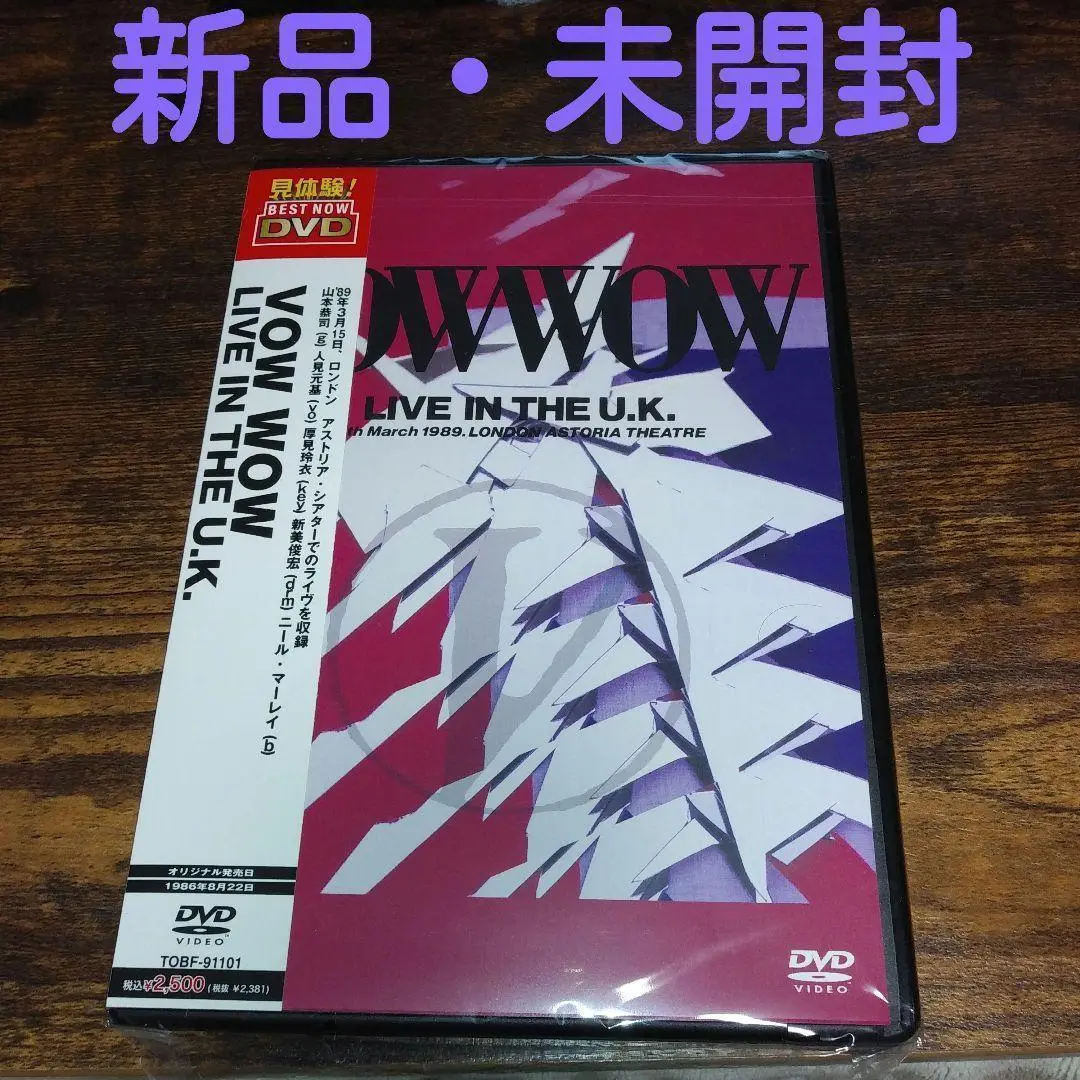 新品・未開封
見体験!
BEST NOW
DVD
VOW WOW
LIVE IN THE U.K.
'89年3月15日、ロンドン アストリア・シアターでのライヴを収録
山本恭司(g)人見元基(vo)厚見玲衣(key)新美俊宏(drm)ニール・マーレイ(b)
オリジナル発売日
1986年8月22日
DVD
VIDEO
TOBF-91101
税込¥2,500(税抜 ¥2,381)
OWWOW
LIVE IN THE U.K.
th March 1989. LONDON ASTORIA THEATRE
V
DVD
VIDEO